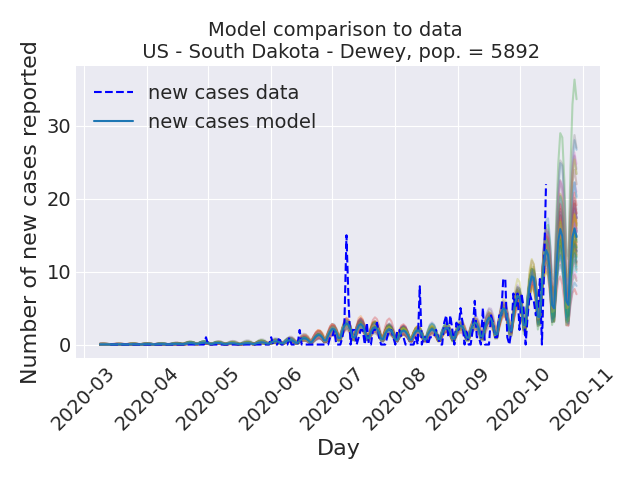 Model comparison to data
US - South Dakota - Dewey, pop. = 5892
Number of new cases reported
new cases data
new cases model
30
20
10
0
2020-03
2020-04
2020-05
2020-06
2020-07
2020-08
2020-09
2020-10
2020-11
Day